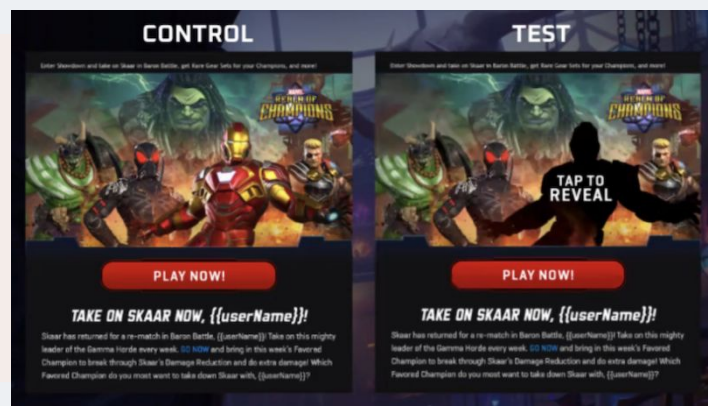 CONTROL
Enter Showdown and take on Skaar in Baron Battle, get Rare Gear Sets for your Champions, and more!
MARVEL
REALM OF
CHAMPIONS
PLAY NOW!
TAKE ON SKAAR NOW, {{userName}}!
Skaar has returned for a re-match in Baron Battle, {{userName}}! Take on this mighty
leader of the Gamma Horde every week. GO NOW and bring in this week's Favored
Champion to break through Skaar's Damage Reduction and do extra damage! Which
Favored Champion do you most want to take down Skaar with, {{userName}}?
TEST
Enter Showdown and take on Skaar in Baron Battle, get Rare Gear Sets for your Champions, and more!
MARVEL
REALM OF
CHAMPIONS
TAP TO
REVEAL
PLAY NOW!
TAKE ON SKAAR NOW, {{userName}}!
Skaar has returned for a re-match in Baron Battle, {{userName}}! Take on this mighty
leader of the Gamma Horde every week. GO NOW and bring in this week's Favored
Champion to break through Skaar's Damage Reduction and do extra damage! Which
Favored Champion do you most want to take down Skaar with, {{userName}}?